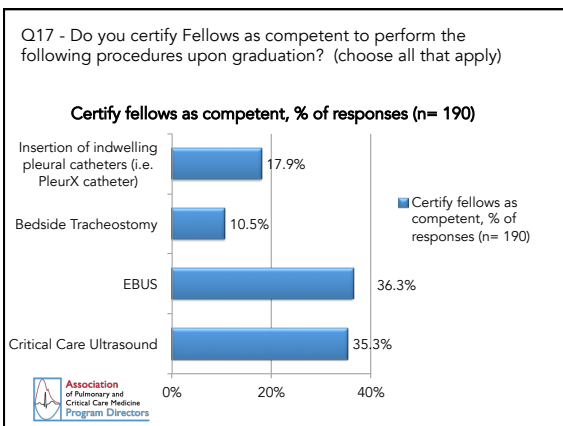 Q17 - Do you certify Fellows as competent to perform the
following procedures upon graduation?  (choose all that apply)
Certify fellows as competent, % of responses (n= 190)
Insertion of indwelling
pleural catheters (i.e.
PleurX catheter)
17.9%
Bedside Tracheostomy
10.5%
EBUS
36.3%
Critical Care Ultrasound
35.3%
Certify fellows as
competent, % of
responses (n= 190)
0%
20%
40%
Association
of Pulmonary and
Critical Care Medicine
Program Directors